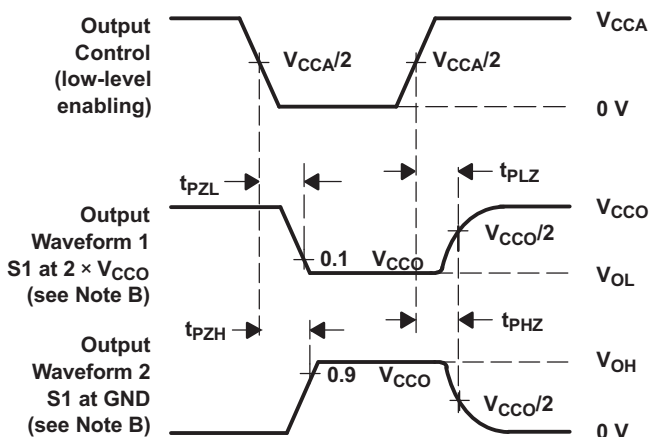 Output
Control
(low-level
enabling)
V_CCA/2
V_CCA/2
V_CCA
0 V
t_PZL
t_PLZ
Output
Waveform 1
S1 at 2 × V_CCO
(see Note B)
0.1 V_CCO
V_CCO/2
V_CCO
V_OL
t_PZH
t_PHZ
Output
Waveform 2
S1 at GND
(see Note B)
0.9 V_CCO
V_CCO/2
V_OH
0 V